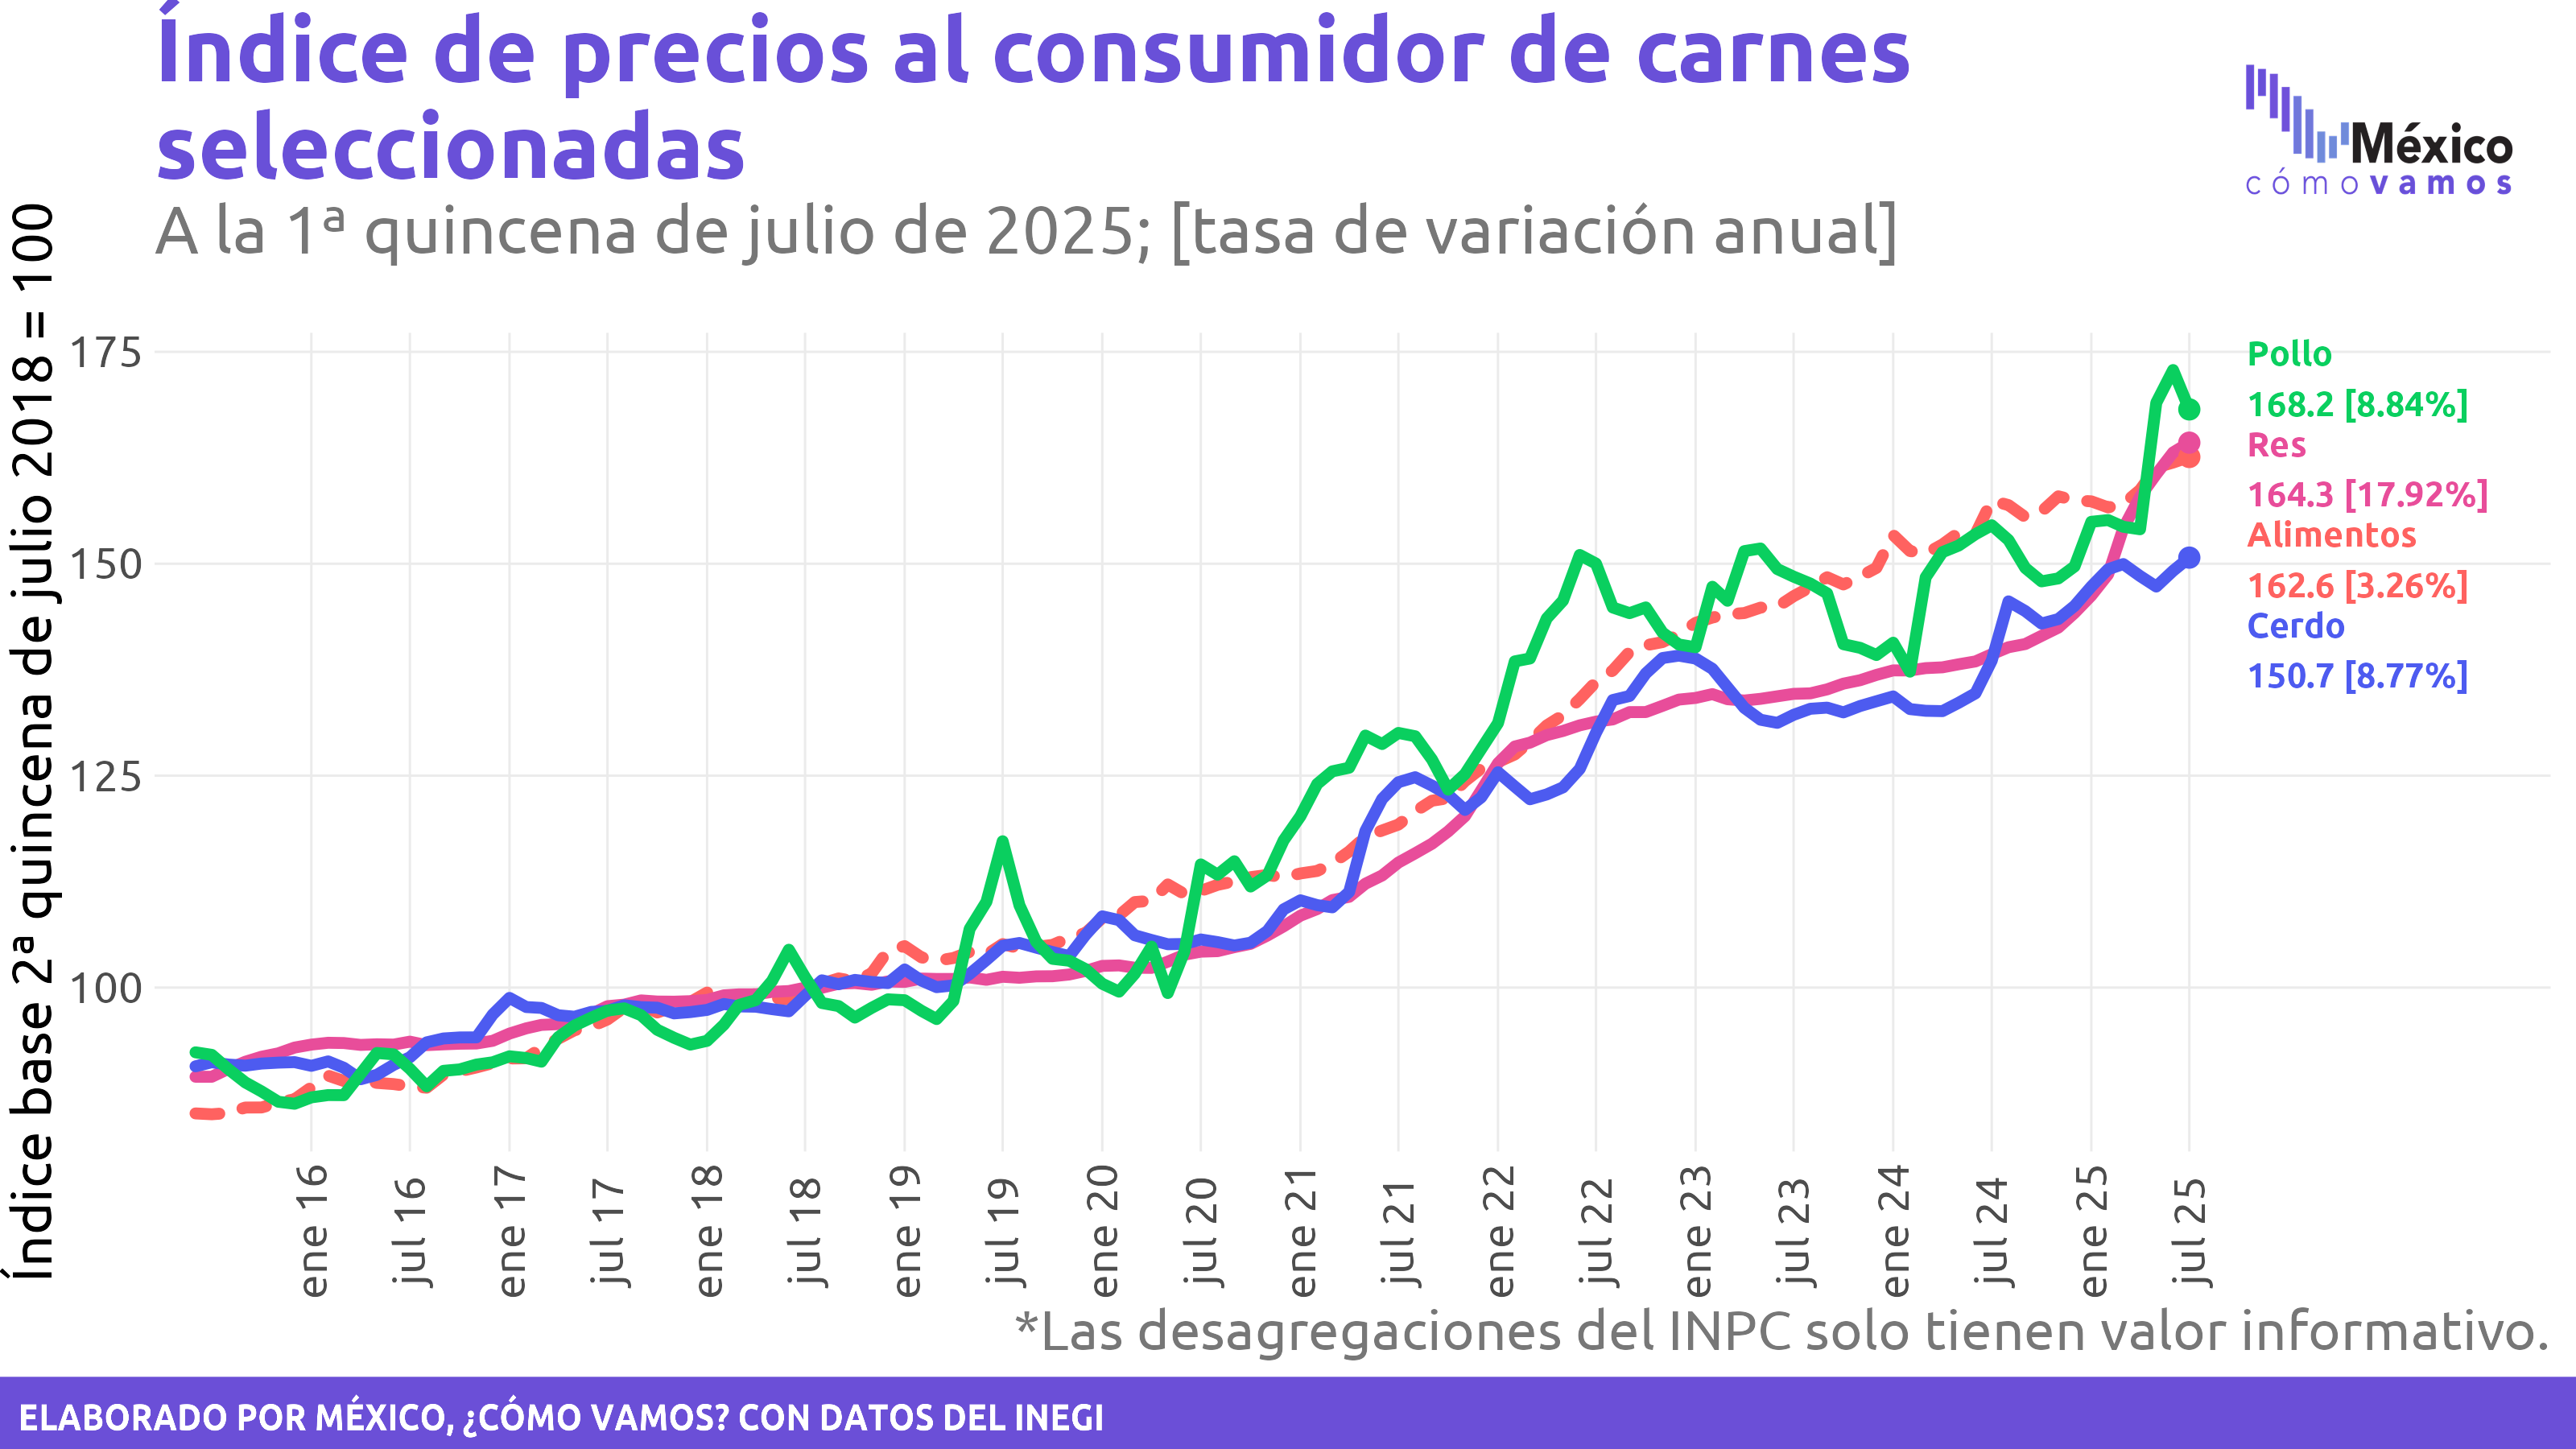 Índice de precios al consumidor de carnes
seleccionadas
A la 1ª quincena de julio de 2025; [tasa de variación anual]
México
cómo vamos
Índice base 2ª quincena de julio 2018 = 100
175
150
125
100
Pollo
168.2 [8.84%]
Res
164.3 [17.92%]
Alimentos
162.6 [3.26%]
Cerdo
150.7 [8.77%]
ene 16
jul 16
ene 17
jul 17
ene 18
jul 18
ene 19
jul 19
ene 20
jul 20
ene 21
jul 21
ene 22
jul 22
ene 23
jul 23
ene 24
jul 24
ene 25
jul 25
*Las desagregaciones del INPC solo tienen valor informativo.
ELABORADO POR MÉXICO, ¿CÓMO VAMOS? CON DATOS DEL INEGI